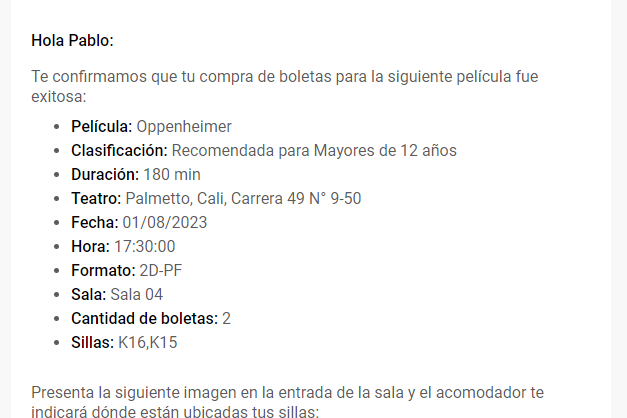 Hola Pablo:
Te confirmamos que tu compra de boletas para la siguiente película fue
exitosa:
• Película: Oppenheimer
• Clasificación: Recomendada para Mayores de 12 años
• Duración: 180 min
• Teatro: Palmetto, Cali, Carrera 49 N° 9-50
• Fecha: 01/08/2023
• Hora: 17:30:00
• Formato: 2D-PF
• Sala: Sala 04
• Cantidad de boletas: 2
• Sillas: K16,K15
Presenta la siguiente imagen en la entrada de la sala y el acomodador te
indicará dónde están ubicadas tus sillas: